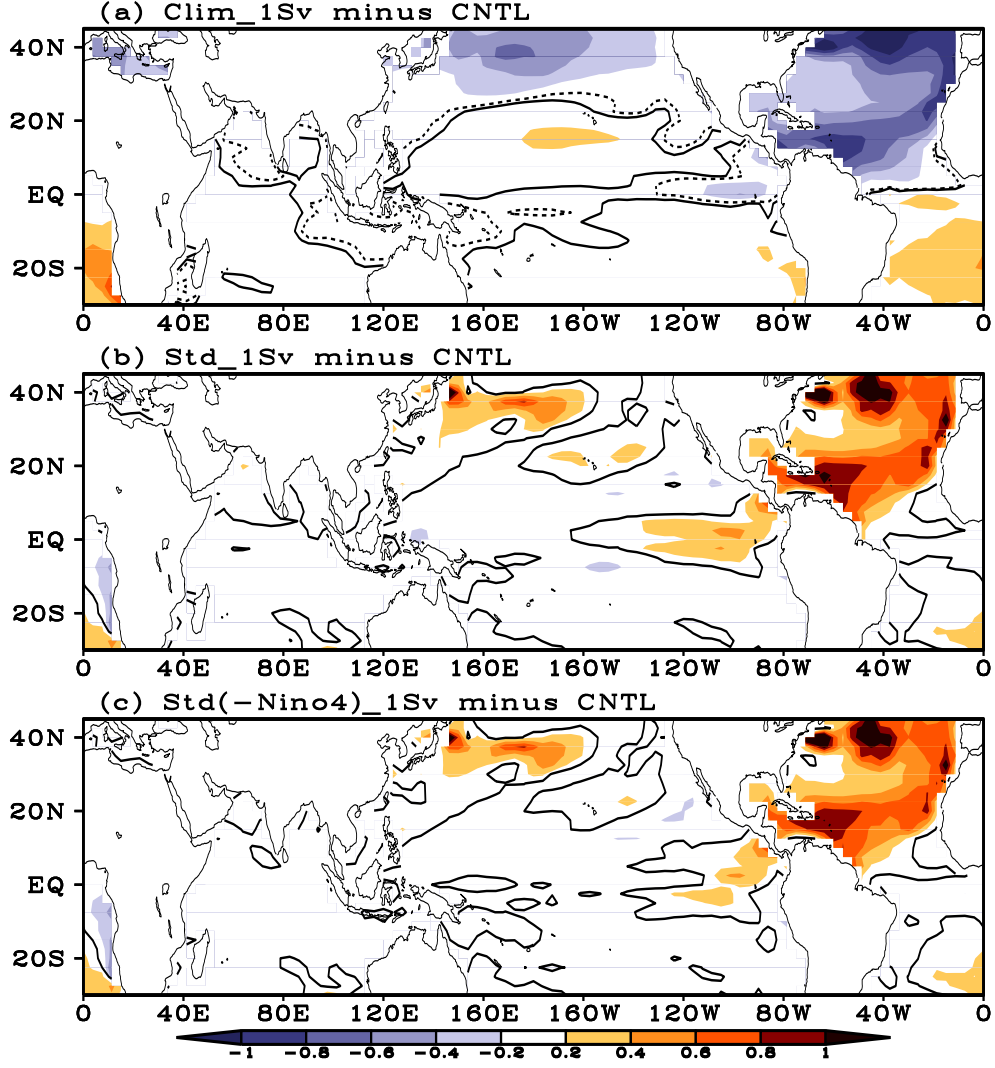 (a) Clim_1Sv minus CNTL
40N
20N
EQ
20S
0 40E 80E 120E 160E 160W 120W 80W 40W 0
(b) Std_1Sv minus CNTL
40N
20N
EQ
20S
0 40E 80E 120E 160E 160W 120W 80W 40W 0
(c) Std(-Nino4)_1Sv minus CNTL
40N
20N
EQ
20S
0 40E 80E 120E 160E 160W 120W 80W 40W 0
-1 -0.8 -0.6 -0.4 -0.2 0.2 0.4 0.6 0.8 1